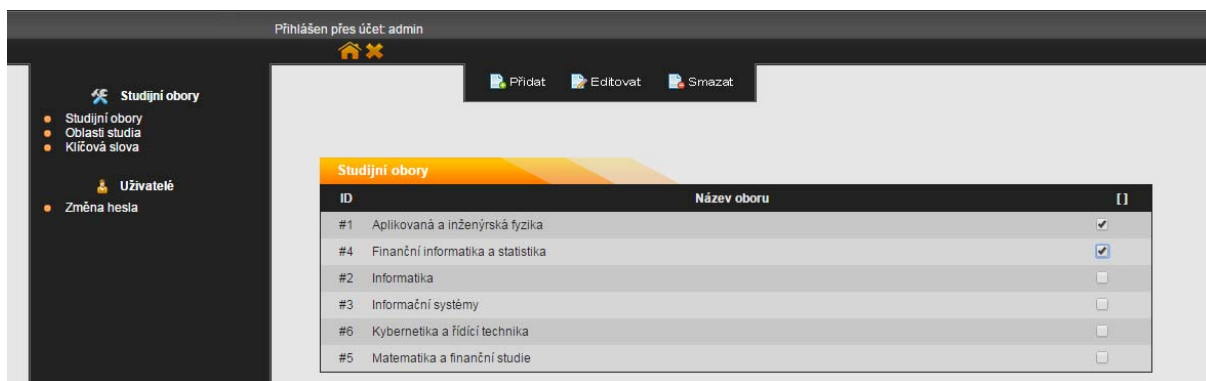 Přihlášen přes účet: admin
Přidat Editovat Smazat
Studijní obory
Studijní obory
Oblasti studia
Klíčová slova
Uživatelé
Změna hesla
Studijní obory
ID Název oboru [ ]
#1 Aplikovaná a inženýrská fyzika
#4 Finanční informatika a statistika
#2 Informatika
#3 Informační systémy
#6 Kybernetika a řídící technika
#5 Matematika a finanční studie